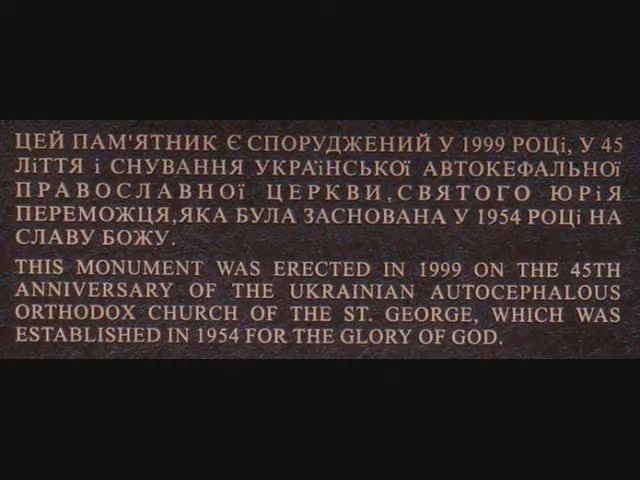 ЦЕЙ ПАМ'ЯТНИК Є СПОРУДЖЕНИЙ У 1999 РОЦі, У 45
ЛіТТЯ і СНУВАННЯ УКРАїНСЬКОЇ АВТОКЕФАЛЬНОЇ
ПРАВОСЛАВНОЇ ЦЕРКВИ,СВЯТОГО ЮРіЯ
ПЕРЕМОЖЦЯ,ЯКА БУЛА ЗАСНОВАНА У 1954 РОЦі НА
СЛАВУ БОЖУ.
THIS MONUMENT WAS ERECTED IN 1999 ON THE 45TH
ANNIVERSARY OF THE UKRAINIAN AUTOCEPHALOUS
ORTHODOX CHURCH OF THE ST. GEORGE, WHICH WAS
ESTABLISHED IN 1954 FOR THE GLORY OF GOD.